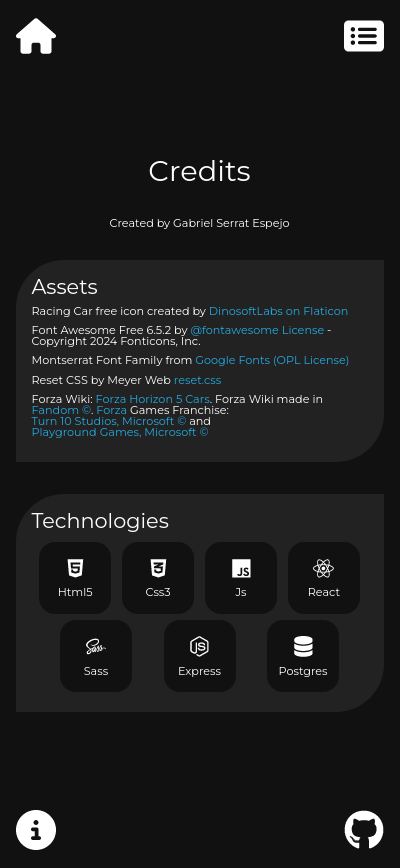 Credits
Created by Gabriel Serrat Espejo
Assets
Racing Car free icon created by DinosoftLabs on Flaticon
Font Awesome Free 6.5.2 by @fontawesome License -
Copyright 2024 Fonticons, Inc.
Montserrat Font Family from Google Fonts (OPL License)
Reset CSS by Meyer Web reset.css
Forza Wiki: Forza Horizon 5 Cars. Forza Wiki made in
Fandom ©. Forza Games Franchise:
Turn 10 Studios, Microsoft © and
Playground Games, Microsoft ©
Technologies
JS
Html5 Css3 Js React
Sass
JS
Sass Express Postgres